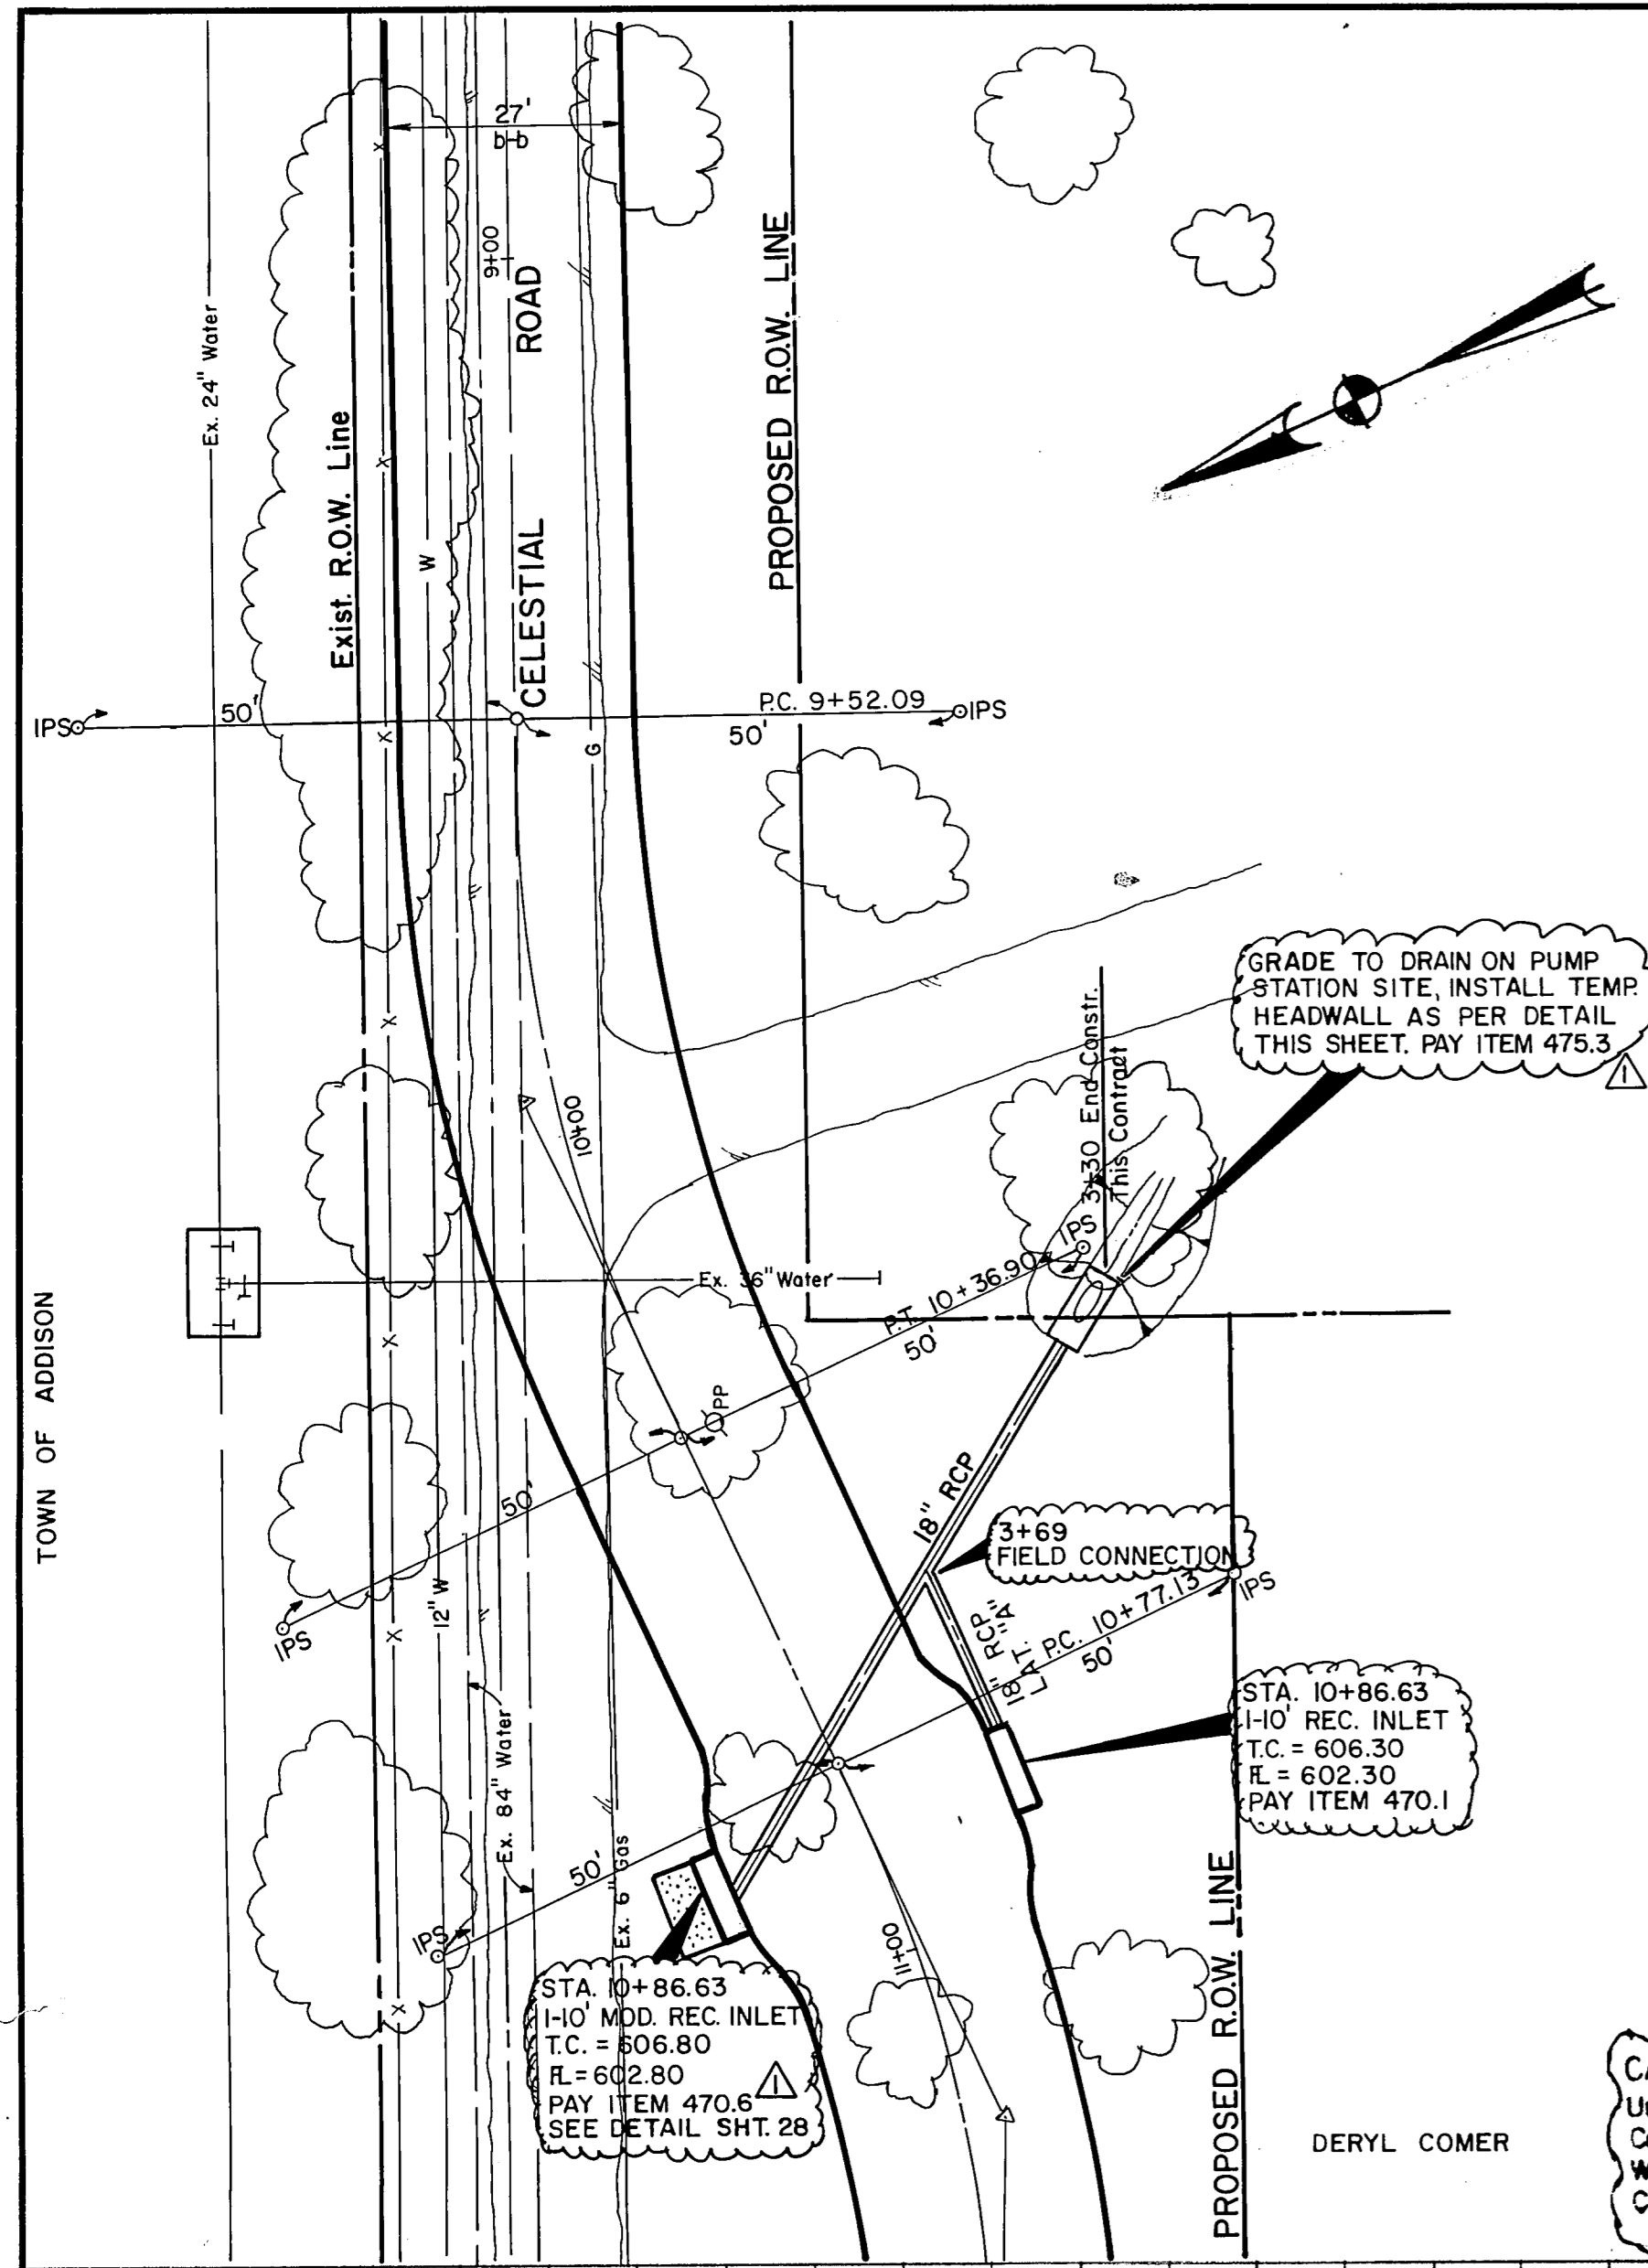 27'
b-b
9+00
CELESTIAL ROAD
Ex. 24" Water
Exist. R.O.W. Line
PROPOSED R.O.W. LINE
X
X
W
IPS
50'
P.C. 9+52.09
50'
IPS
X
G
GRADE TO DRAIN ON PUMP
STATION SITE, INSTALL TEMP.
HEADWALL AS PER DETAIL
THIS SHEET. PAY ITEM 475.3
1
3+30 End Constr.
This Contract
X
10+00
IPS
Ex. 36" Water
P.T. 10+36.90
50'
TOWN OF ADDISON
X
PP
50'
18" RCP
3+69
FIELD CONNECTION
IPS
12" W
X
18" RCP
LAT. "A"
P.C. 10+77.13
50'
IPS
STA. 10+86.63
1-10' REC. INLET
T.C. = 606.30
FL = 602.30
PAY ITEM 470.1
Ex. 84" Water
50'
Ex. 6" Gas
IPS
X
11+00
STA. 10+86.63
1-10' MOD. REC. INLET
T.C. = 606.80
FL = 602.80
PAY ITEM 470.6
SEE DETAIL SHT. 28
1
PROPOSED R.O.W. LINE
DERYL COMER